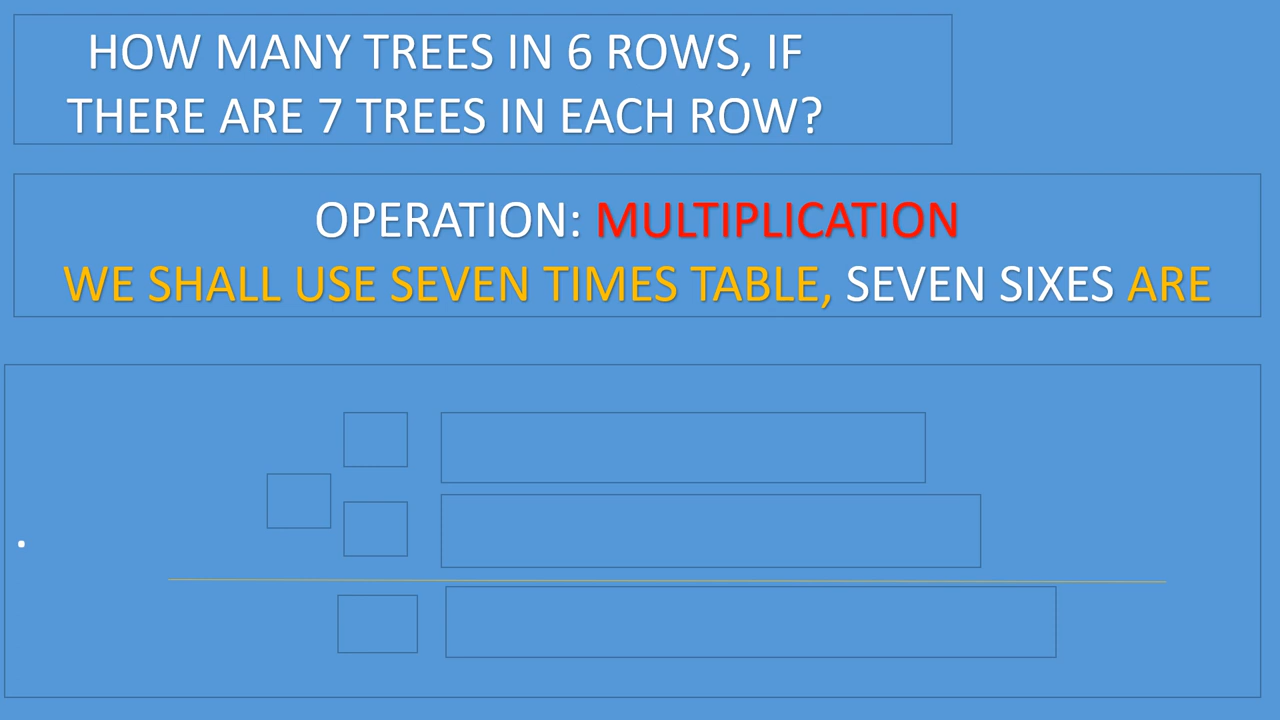 HOW MANY TREES IN 6 ROWS, IF
THERE ARE 7 TREES IN EACH ROW?
OPERATION: MULTIPLICATION
WE SHALL USE SEVEN TIMES TABLE, SEVEN SIXES ARE
.